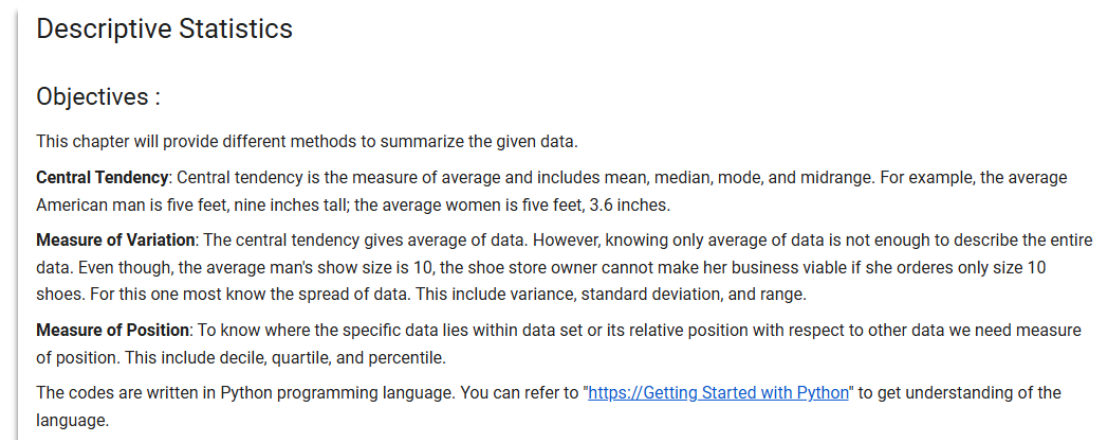 Descriptive Statistics
Objectives :
This chapter will provide different methods to summarize the given data.
Central Tendency: Central tendency is the measure of average and includes mean, median, mode, and midrange. For example, the average
American man is five feet, nine inches tall; the average women is five feet, 3.6 inches.
Measure of Variation: The central tendency gives average of data. However, knowing only average of data is not enough to describe the entire
data. Even though, the average man's show size is 10, the shoe store owner cannot make her business viable if she orderes only size 10
shoes. For this one most know the spread of data. This include variance, standard deviation, and range.
Measure of Position: To know where the specific data lies within data set or its relative position with respect to other data we need measure
of position. This include decile, quartile, and percentile.
The codes are written in Python programming language. You can refer to "https://Getting Started with Python" to get understanding of the
language.